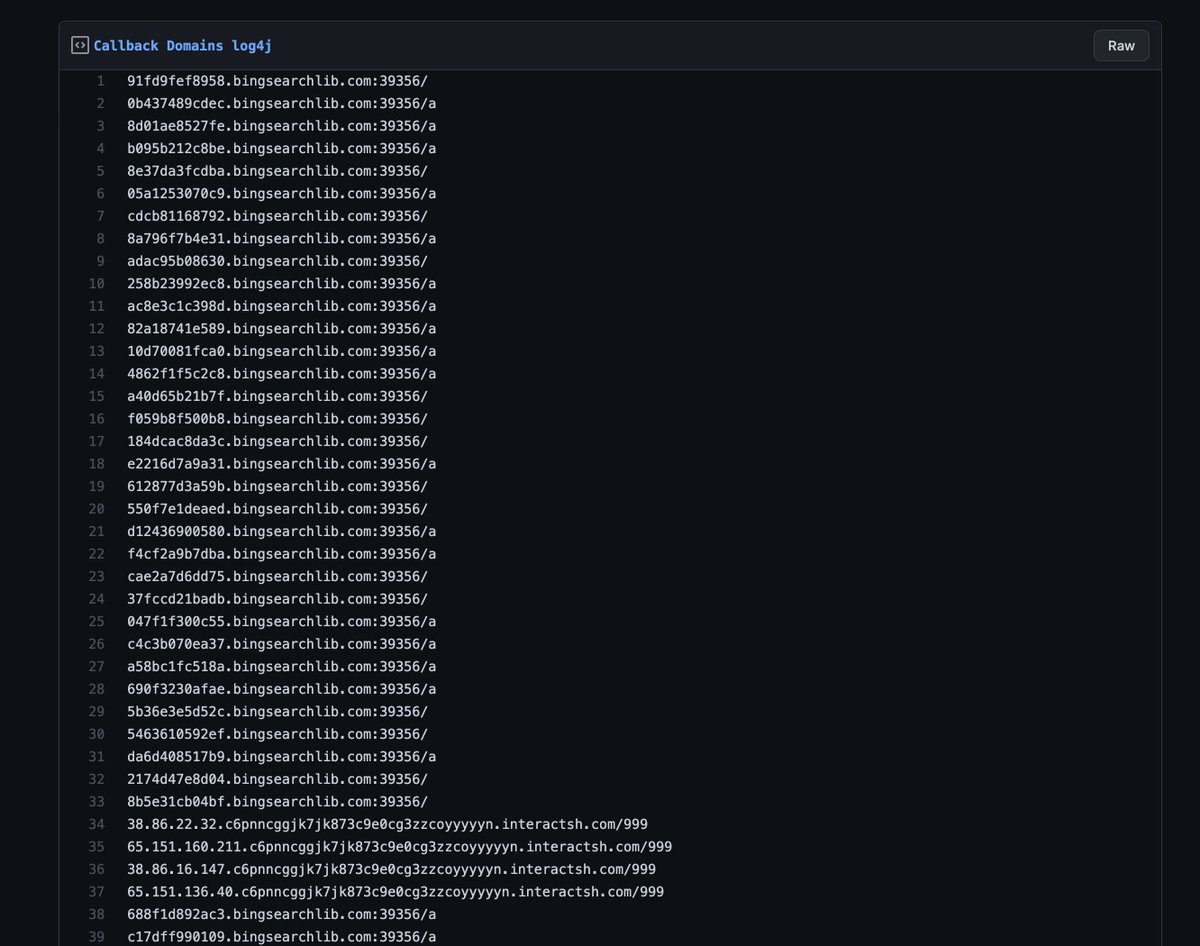 Callback Domains log4j
Raw
1 91fd9fef8958.bingsearchlib.com:39356/
2 0b437489cdec.bingsearchlib.com:39356/a
3 8d01ae8527fe.bingsearchlib.com:39356/a
4 b095b212c8be.bingsearchlib.com:39356/a
5 8e37da3fcdba.bingsearchlib.com:39356/
6 05a1253070c9.bingsearchlib.com:39356/a
7 cdcb81168792.bingsearchlib.com:39356/
8 8a796f7b4e31.bingsearchlib.com:39356/a
9 adac95b08630.bingsearchlib.com:39356/
10 258b23992ec8.bingsearchlib.com:39356/a
11 ac8e3c1c398d.bingsearchlib.com:39356/a
12 82a18741e589.bingsearchlib.com:39356/a
13 10d70081fca0.bingsearchlib.com:39356/a
14 4862f1f5c2c8.bingsearchlib.com:39356/a
15 a40d65b21b7f.bingsearchlib.com:39356/
16 f059b8f500b8.bingsearchlib.com:39356/
17 184dcac8da3c.bingsearchlib.com:39356/
18 e2216d7a9a31.bingsearchlib.com:39356/a
19 612877d3a59b.bingsearchlib.com:39356/
20 550f7e1deaed.bingsearchlib.com:39356/
21 d12436900580.bingsearchlib.com:39356/a
22 f4cf2a9b7dba.bingsearchlib.com:39356/a
23 cae2a7d6dd75.bingsearchlib.com:39356/
24 37fccd21badb.bingsearchlib.com:39356/
25 047f1f300c55.bingsearchlib.com:39356/a
26 c4c3b070ea37.bingsearchlib.com:39356/a
27 a58bc1fc518a.bingsearchlib.com:39356/a
28 690f3230afae.bingsearchlib.com:39356/a
29 5b36e3e5d52c.bingsearchlib.com:39356/
30 5463610592ef.bingsearchlib.com:39356/
31 da6d408517b9.bingsearchlib.com:39356/a
32 2174d47e8d04.bingsearchlib.com:39356/
33 8b5e31cb04bf.bingsearchlib.com:39356/
34 38.86.22.32.c6pnncggjk7jk873c9e0cg3zzcoyyyyyn.interactsh.com/999
35 65.151.160.211.c6pnncggjk7jk873c9e0cg3zzcoyyyyyn.interactsh.com/999
36 38.86.16.147.c6pnncggjk7jk873c9e0cg3zzcoyyyyyn.interactsh.com/999
37 65.151.136.40.c6pnncggjk7jk873c9e0cg3zzcoyyyyyn.interactsh.com/999
38 688f1d892ac3.bingsearchlib.com:39356/a
39 c17dff990109.bingsearchlib.com:39356/a